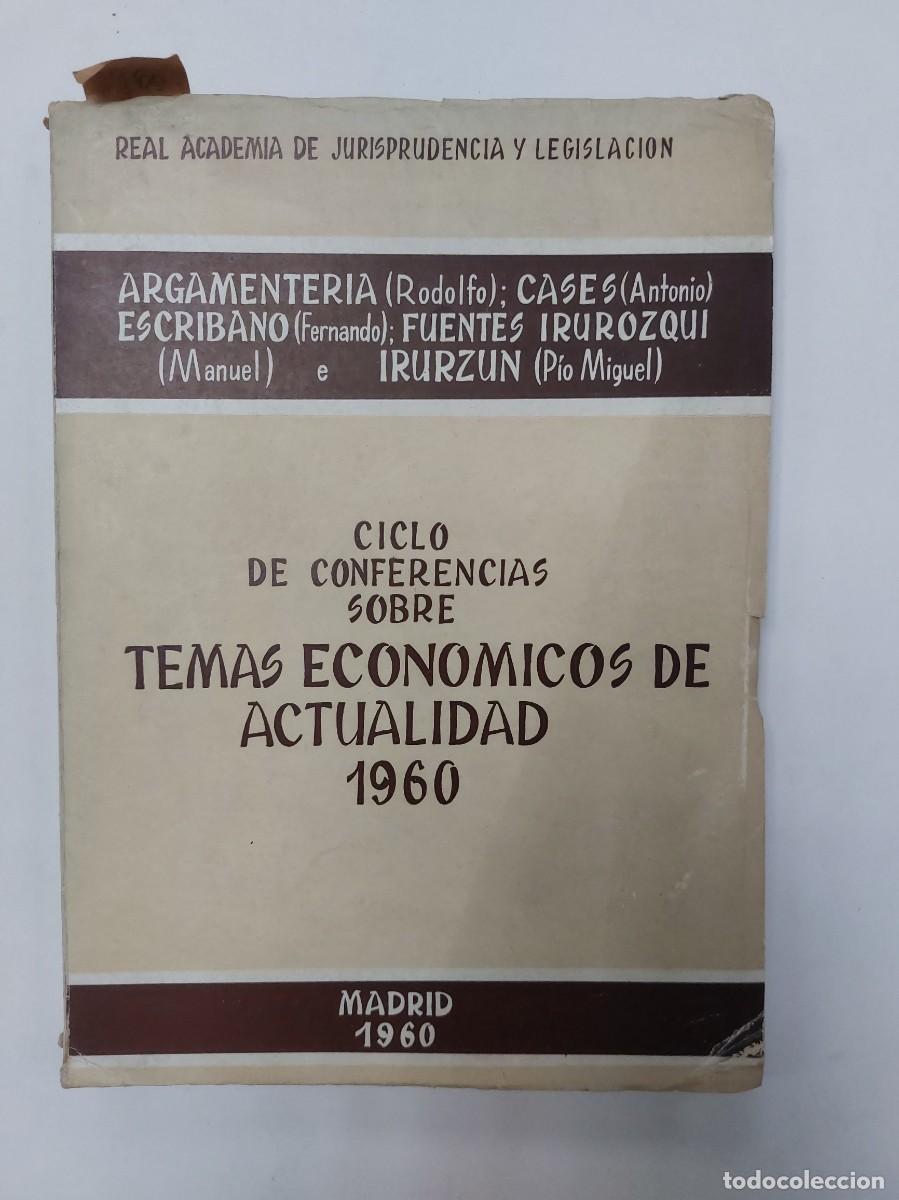 REAL ACADEMIA DE JURISPRUDENCIA Y LEGISLACION
ARGAMENTERIA (Rodolfo); CASES (Antonio)
ESCRIBANO (Fernando); FUENTES IRUROZQUI
(Manuel) e IRURZUN (Pío Miguel)
CICLO
DE CONFERENCIAS
SOBRE
TEMAS ECONOMICOS DE
ACTUALIDAD
1960
MADRID
1960
todocoleccion